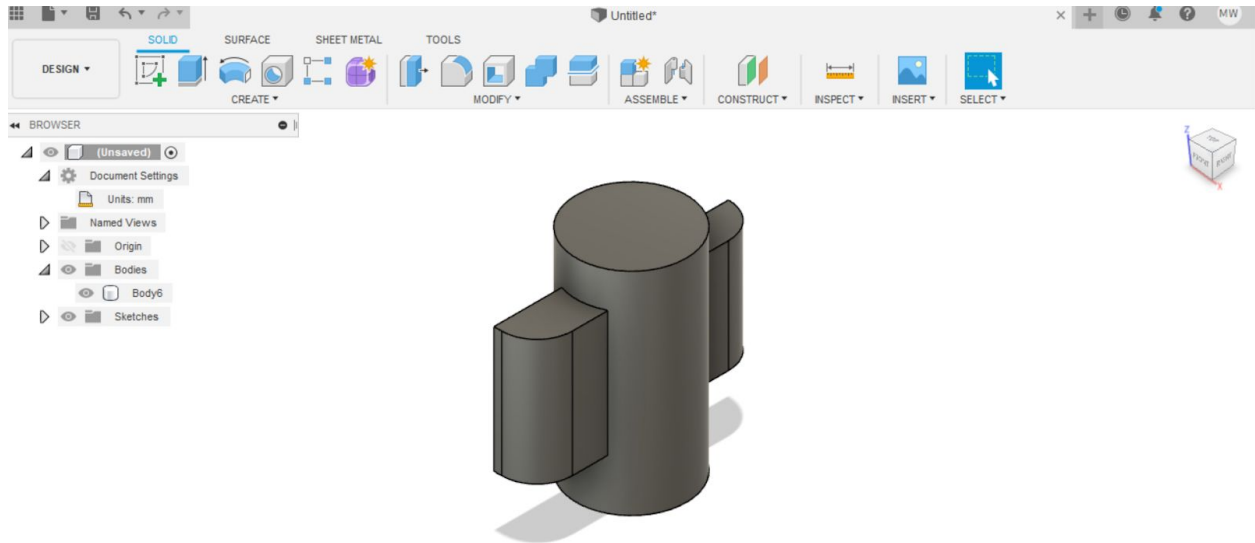 Untitled*
MW
SOLID SURFACE SHEET METAL TOOLS
DESIGN
CREATE MODIFY ASSEMBLE CONSTRUCT INSPECT INSERT SELECT
BROWSER
(Unsaved)
Document Settings
Units: mm
Named Views
Origin
Bodies
Body6
Sketches
Z
TOP
X